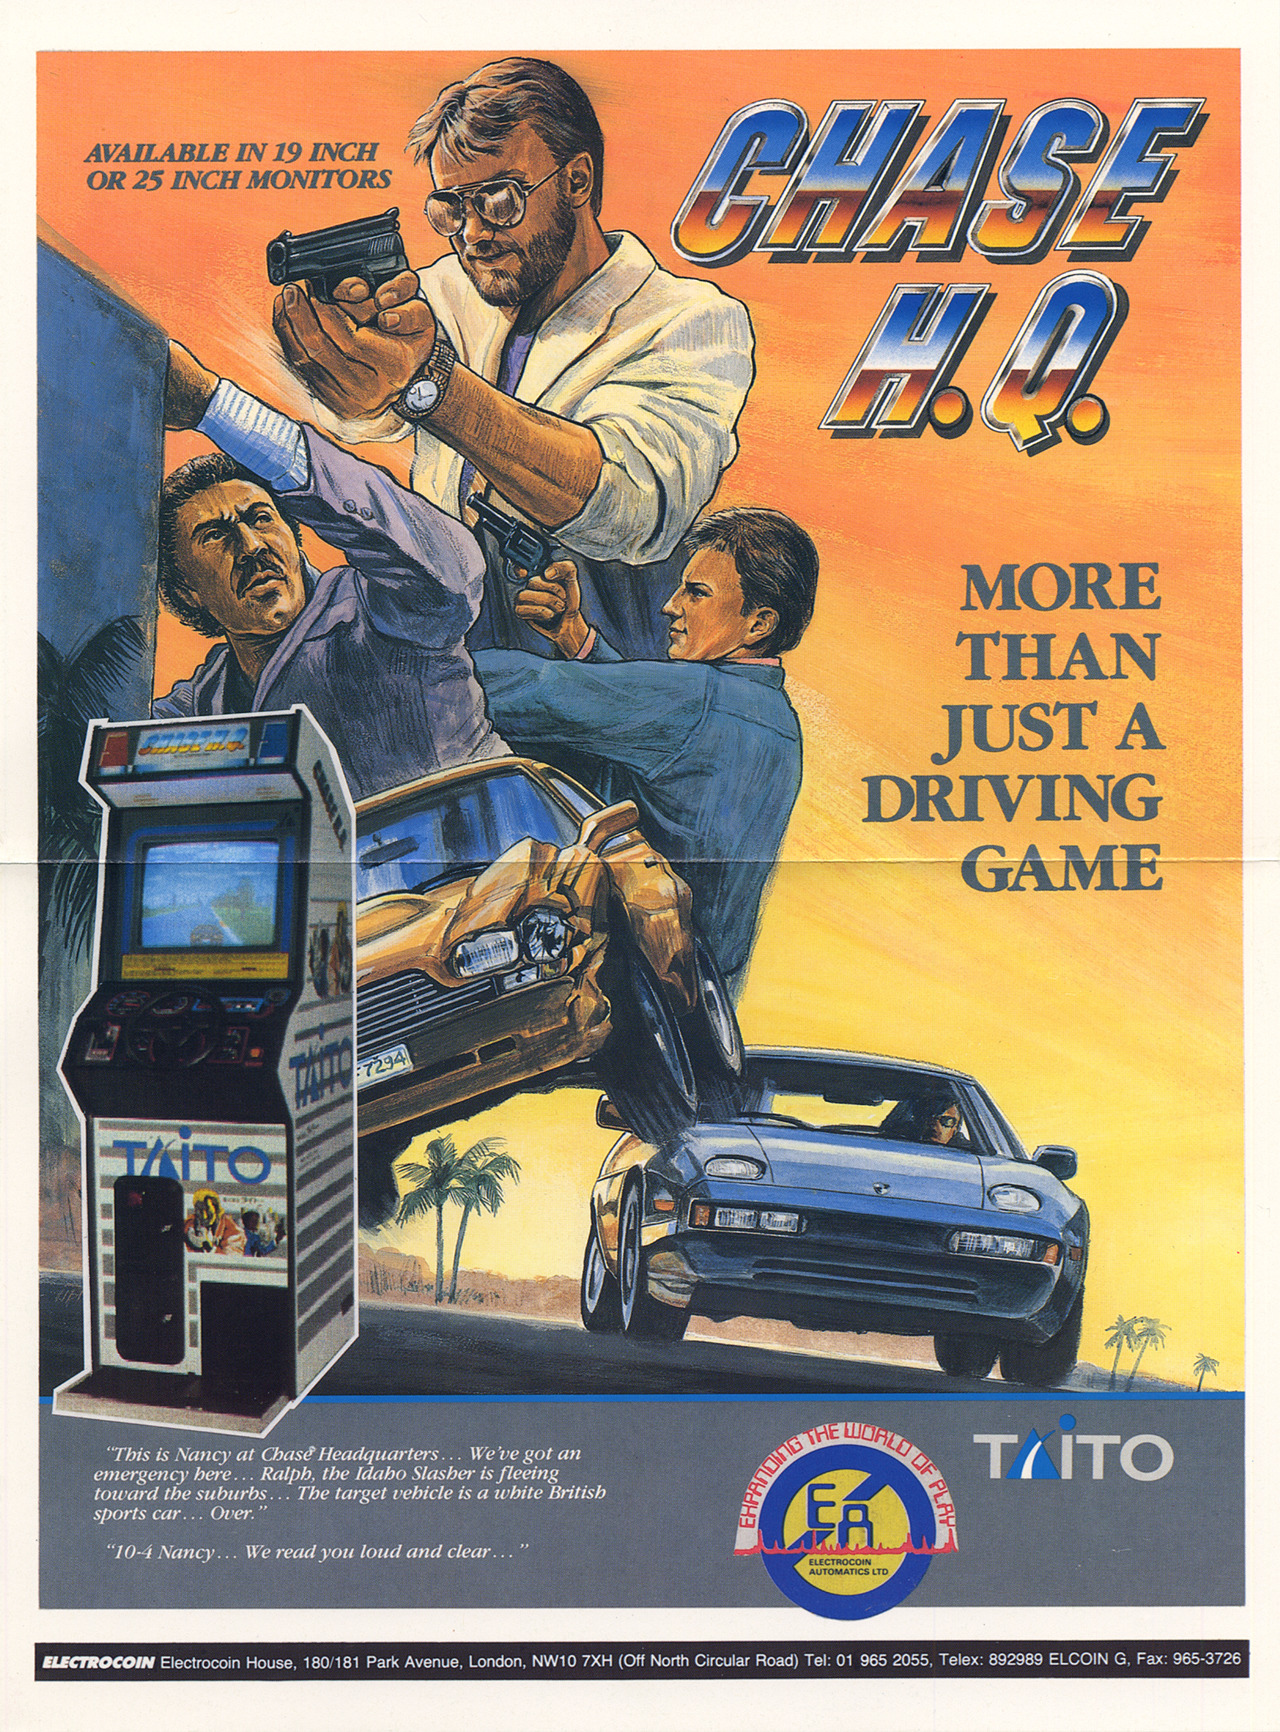 AVAILABLE IN 19 INCH
OR 25 INCH MONITORS
CHASE
H.Q.
MORE
THAN
JUST A
DRIVING
GAME
CHASE H.Q.
TAITO
TAITO
7294
“This is Nancy at Chase Headquarters... We’ve got an
emergency here... Ralph, the Idaho Slasher is fleeing
toward the suburbs... The target vehicle is a white British
sports car... Over.”
“10-4 Nancy... We read you loud and clear...”
EXPANDING THE WORLD OF PLAY
EA
ELECTROCOIN
AUTOMATICS LTD
TAITO
ELECTROCOIN Electrocoin House, 180/181 Park Avenue, London, NW10 7XH (Off North Circular Road) Tel: 01 965 2055, Telex: 892989 ELCOIN G, Fax: 965-3726